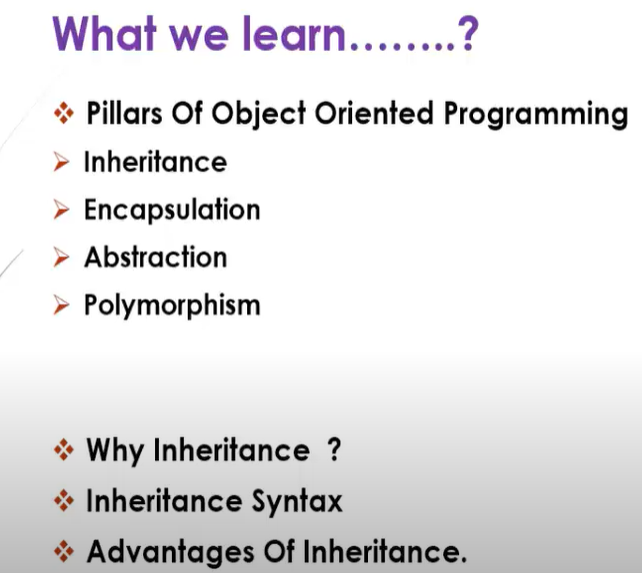 What we learn........?
Pillars Of Object Oriented Programming
Inheritance
Encapsulation
Abstraction
Polymorphism
Why Inheritance ?
Inheritance Syntax
Advantages Of Inheritance.